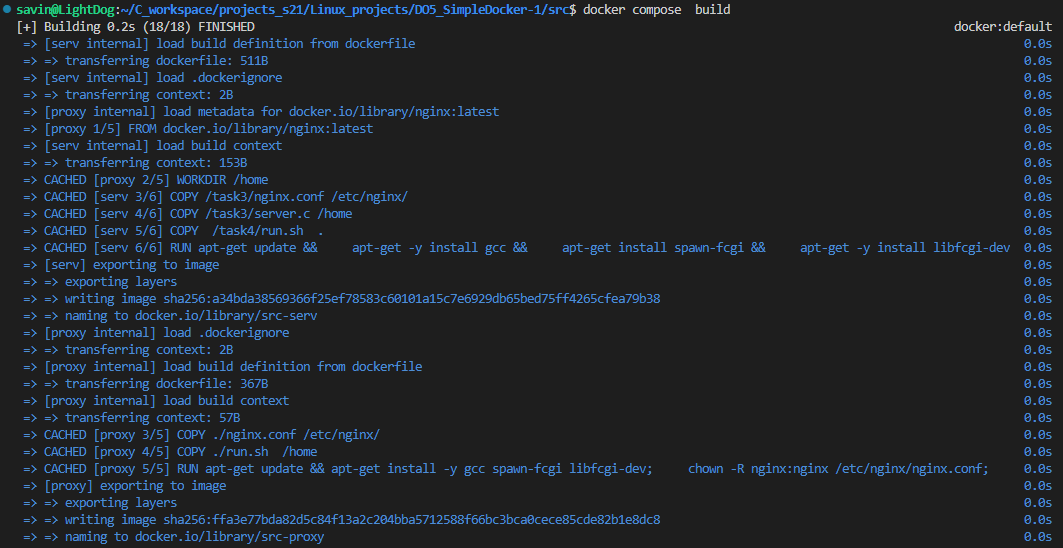 savin@LightDog:~/C_workspace/projects_s21/Linux_projects/DO5_SimpleDocker-1/src$ docker compose  build
[+] Building 0.2s (18/18) FINISHED docker:default
=> [serv internal] load build definition from dockerfile 0.0s
=> => transferring dockerfile: 511B 0.0s
=> [serv internal] load .dockerignore 0.0s
=> => transferring context: 2B 0.0s
=> [proxy internal] load metadata for docker.io/library/nginx:latest 0.0s
=> [proxy 1/5] FROM docker.io/library/nginx:latest 0.0s
=> [serv internal] load build context 0.0s
=> => transferring context: 153B 0.0s
=> CACHED [proxy 2/5] WORKDIR /home 0.0s
=> CACHED [serv 3/6] COPY /task3/nginx.conf /etc/nginx/ 0.0s
=> CACHED [serv 4/6] COPY /task3/server.c /home 0.0s
=> CACHED [serv 5/6] COPY  /task4/run.sh  . 0.0s
=> CACHED [serv 6/6] RUN apt-get update &&     apt-get -y install gcc &&     apt-get install spawn-fcgi &&     apt-get -y install libfcgi-dev 0.0s
=> [serv] exporting to image 0.0s
=> => exporting layers 0.0s
=> => writing image sha256:a34bda38569366f25ef78583c60101a15c7e6929db65bed75ff4265cfea79b38 0.0s
=> => naming to docker.io/library/src-serv 0.0s
=> [proxy internal] load .dockerignore 0.0s
=> => transferring context: 2B 0.0s
=> [proxy internal] load build definition from dockerfile 0.0s
=> => transferring dockerfile: 367B 0.0s
=> [proxy internal] load build context 0.0s
=> => transferring context: 57B 0.0s
=> CACHED [proxy 3/5] COPY ./nginx.conf /etc/nginx/ 0.0s
=> CACHED [proxy 4/5] COPY ./run.sh  /home 0.0s
=> CACHED [proxy 5/5] RUN apt-get update && apt-get install -y gcc spawn-fcgi libfcgi-dev;     chown -R nginx:nginx /etc/nginx/nginx.conf; 0.0s
=> [proxy] exporting to image 0.0s
=> => exporting layers 0.0s
=> => writing image sha256:ffa3e77bda82d5c84f13a2c204bba5712588f66bc3bca0cece85cde82b1e8dc8 0.0s
=> => naming to docker.io/library/src-proxy 0.0s